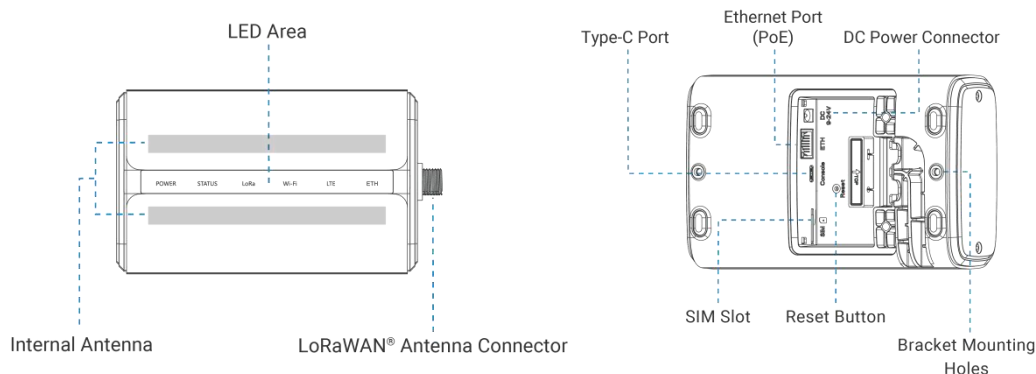 LED Area
POWER STATUS LoRa Wi-Fi LTE ETH
Internal Antenna
LoRaWAN® Antenna Connector
Type-C Port
Ethernet Port
(PoE)
DC Power Connector
DC
9-24V
ETH
Console
Reset
SIM
SIM Slot
Reset Button
Bracket Mounting
Holes